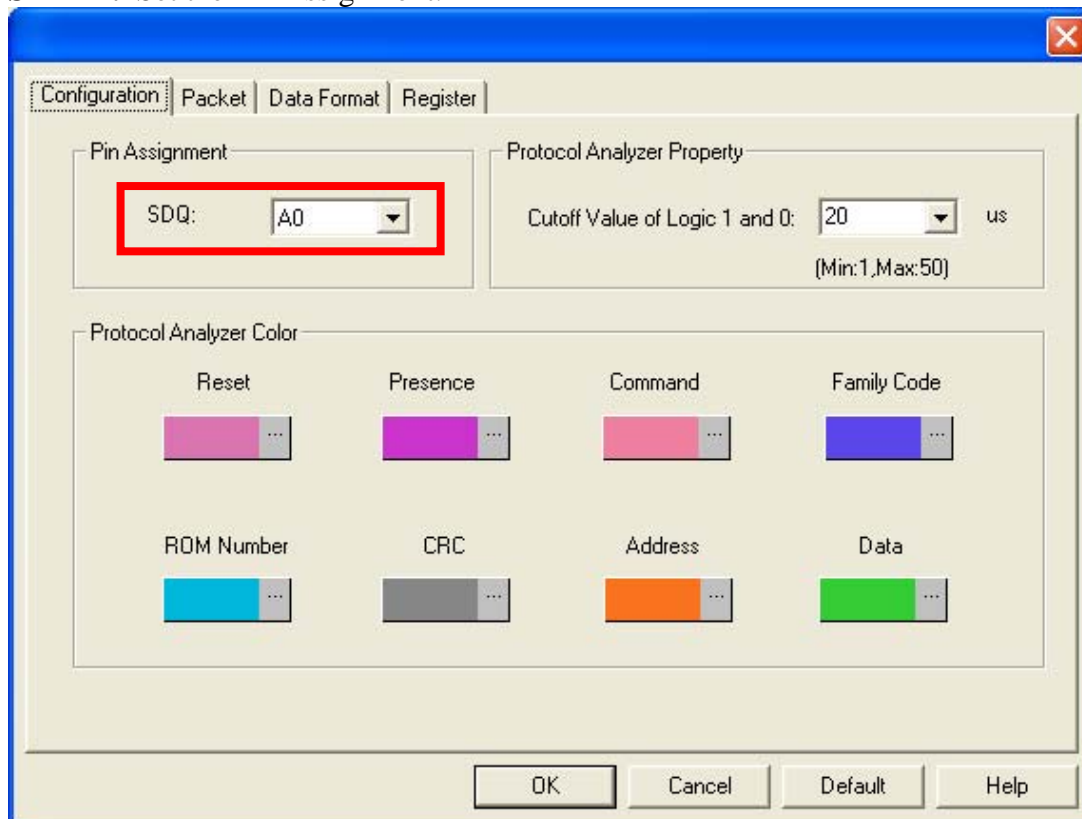 Configuration Packet Data Format Register
Pin Assignment
SDQ: A0
Protocol Analyzer Property
Cutoff Value of Logic 1 and 0: 20 us
(Min:1,Max:50)
Protocol Analyzer Color
Reset Presence Command Family Code
... ... ... ...
ROM Number CRC Address Data
... ... ... ...
OK Cancel Default Help